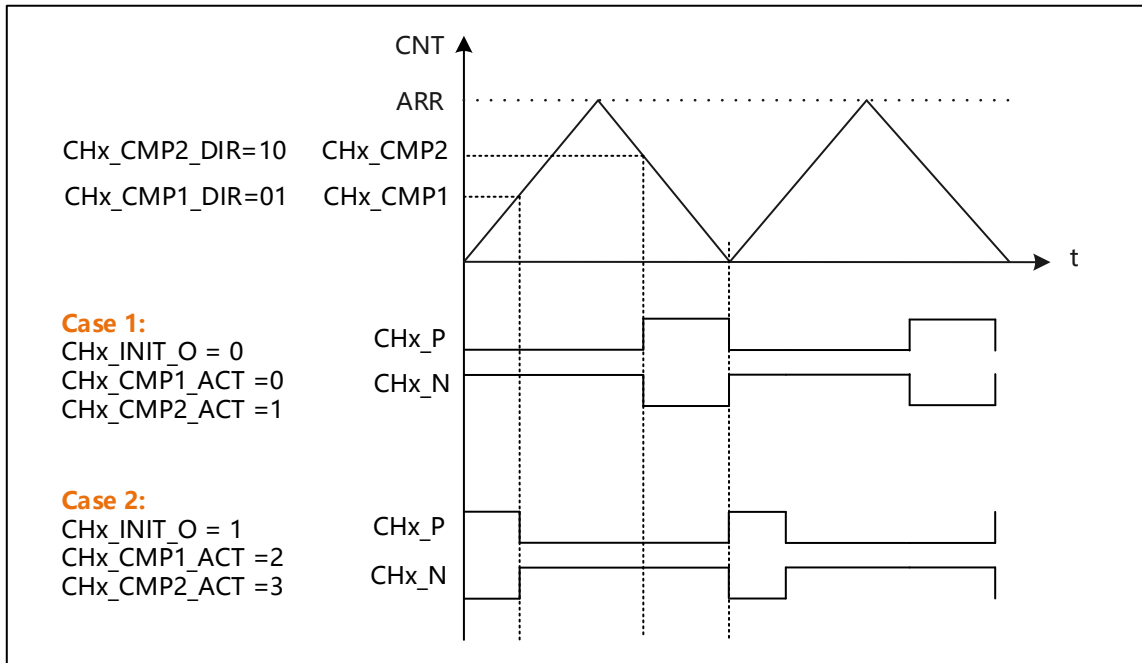 CNT
ARR
CHx_CMP2_DIR=10 CHx_CMP2
CHx_CMP1_DIR=01 CHx_CMP1
t
Case 1:
CHx_INIT_O = 0
CHx_CMP1_ACT =0
CHx_CMP2_ACT =1
CHx_P
CHx_N
Case 2:
CHx_INIT_O = 1
CHx_CMP1_ACT =2
CHx_CMP2_ACT =3
CHx_P
CHx_N